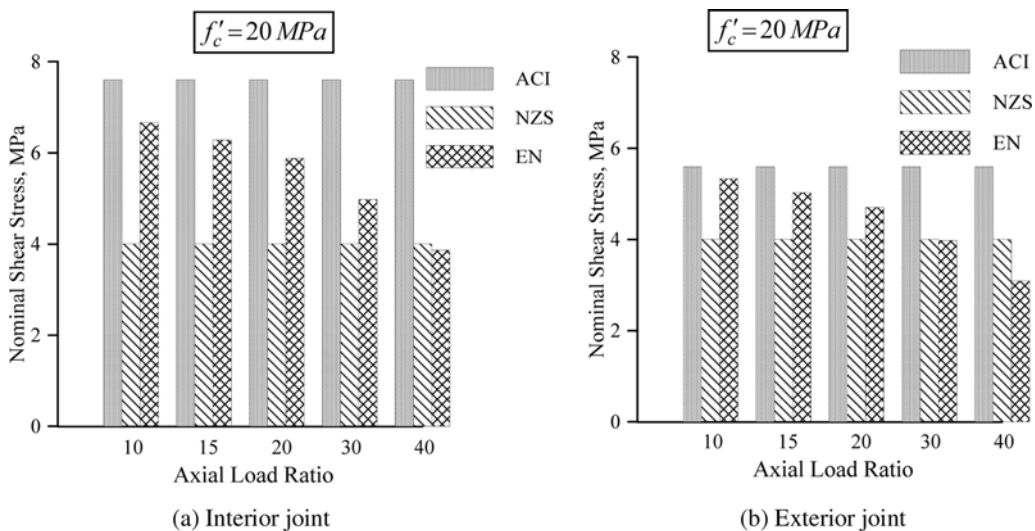 f′c = 20 MPa
8
6
4
2
0
Nominal Shear Stress, MPa
ACI
NZS
EN
10 15 20 30 40
Axial Load Ratio
(a) Interior joint
f′c = 20 MPa
8
6
4
2
0
Nominal Shear Stress, MPa
ACI
NZS
EN
10 15 20 30 40
Axial Load Ratio
(b) Exterior joint